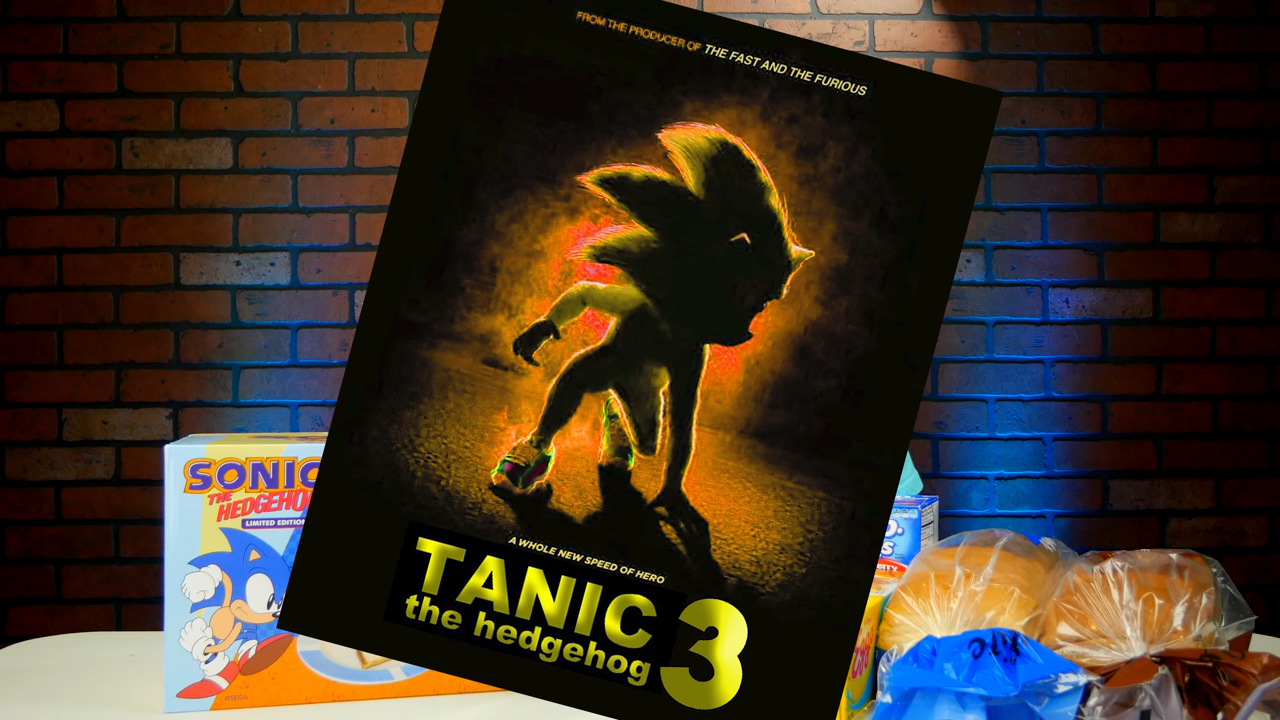 FROM THE PRODUCER OF THE FAST AND THE FURIOUS
A WHOLE NEW SPEED OF HERO
TANIC
the hedgehog
3
SONIC
THE
HEDGEHO
LIMITED EDITION
©SEGA